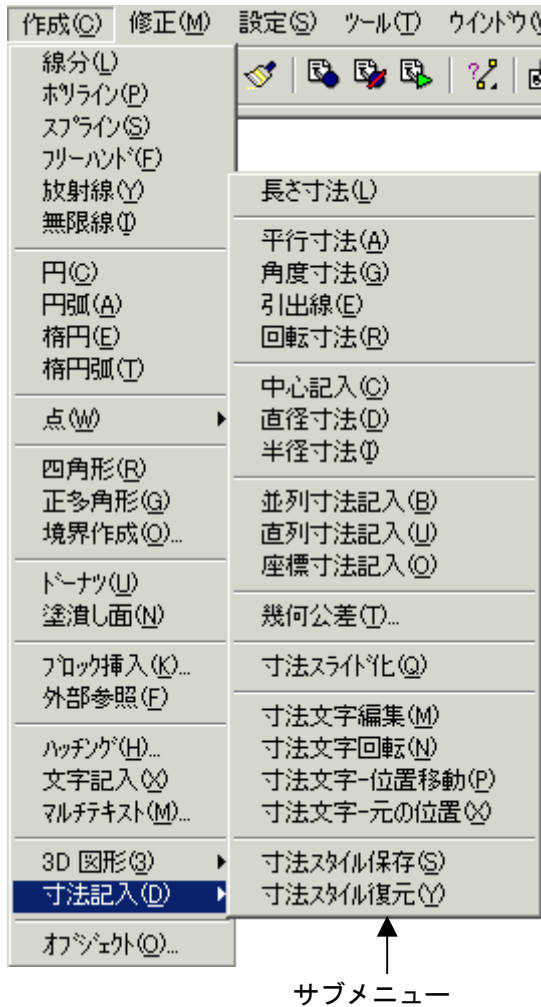 作成(C) 修正(M) 設定(S) ツール(T) ウインドウ(
線分(L)
ポリライン(P)
スプライン(S)
フリーハンド(F)
放射線(Y)
無限線(I)
円(C)
円弧(A)
楕円(E)
楕円弧(T)
点(W)
四角形(R)
正多角形(G)
境界作成(O)...
ドーナツ(U)
塗潰し面(N)
ブロック挿入(K)...
外部参照(F)
ハッチング(H)...
文字記入(X)
マルチテキスト(M)...
3D 図形(3)
寸法記入(D)
オブジェクト(O)...
長さ寸法(L)
平行寸法(A)
角度寸法(G)
引出線(E)
回転寸法(R)
中心記入(C)
直径寸法(D)
半径寸法(I)
並列寸法記入(B)
直列寸法記入(U)
座標寸法記入(O)
幾何公差(T)...
寸法スライド化(Q)
寸法文字編集(M)
寸法文字回転(N)
寸法文字-位置移動(P)
寸法文字-元の位置(X)
寸法スタイル保存(S)
寸法スタイル復元(Y)
サブメニュー